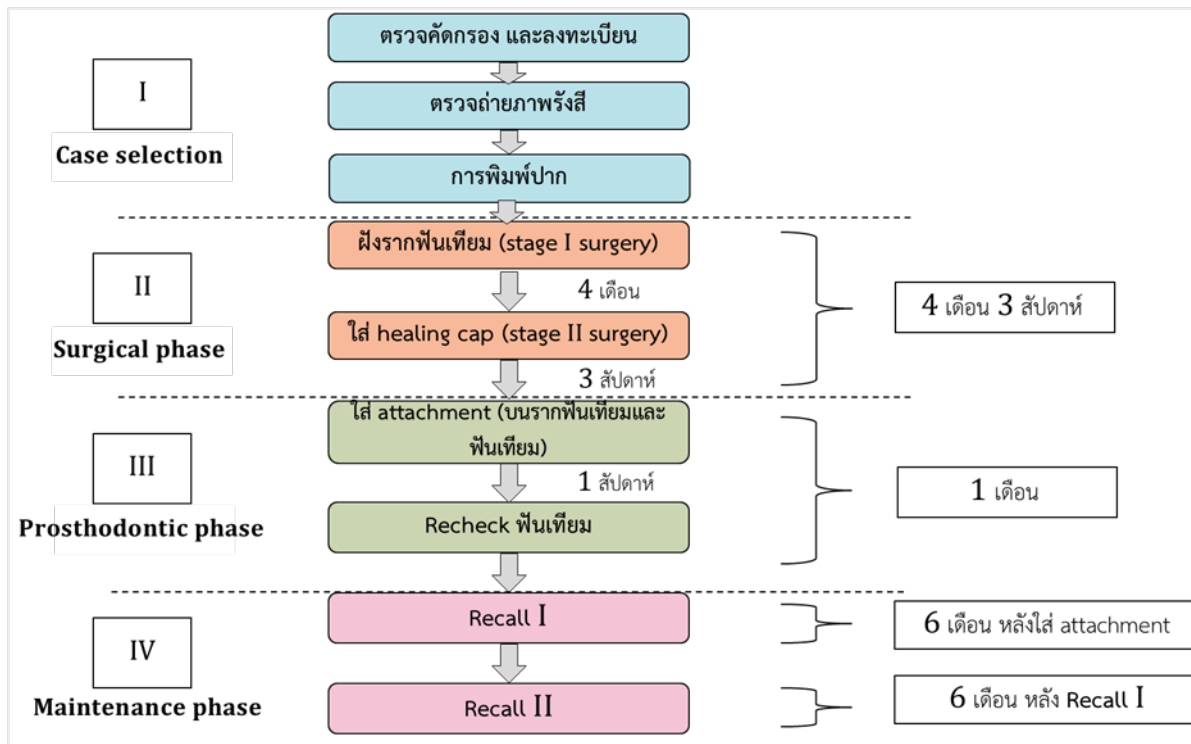 ตรวจคัดกรอง และลงทะเบียน
I
ตรวจถ่ายภาพรังสี
Case selection
การพิมพ์ปาก
ฝังรากฟันเทียม (stage I surgery)
II
4 เดือน
4 เดือน 3 สัปดาห์
ใส่ healing cap (stage II surgery)
Surgical phase
3 สัปดาห์
ใส่ attachment (บนรากฟันเทียมและ
ฟันเทียม)
III
1 สัปดาห์
1 เดือน
Prosthodontic phase
Recheck ฟันเทียม
Recall I
6 เดือน หลังใส่ attachment
IV
Maintenance phase
Recall II
6 เดือน หลัง Recall I